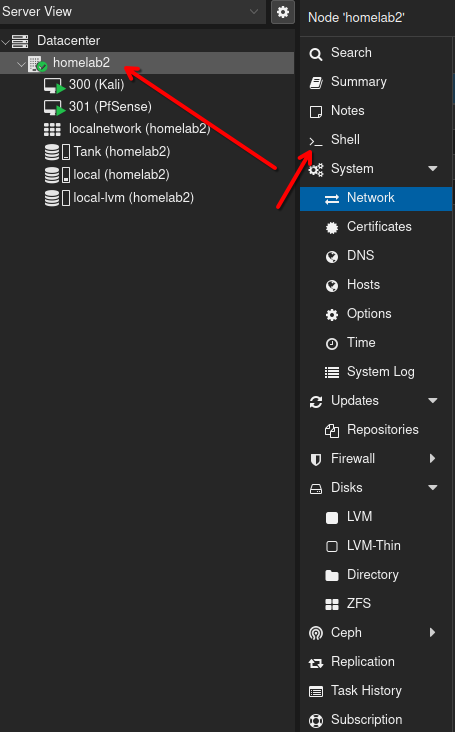 Server View
Datacenter
homelab2
300 (Kali)
301 (PfSense)
localnetwork (homelab2)
Tank (homelab2)
local (homelab2)
local-lvm (homelab2)
Node 'homelab2'
Search
Summary
Notes
Shell
System
Network
Certificates
DNS
Hosts
Options
Time
System Log
Updates
Repositories
Firewall
Disks
LVM
LVM-Thin
Directory
ZFS
Ceph
Replication
Task History
Subscription